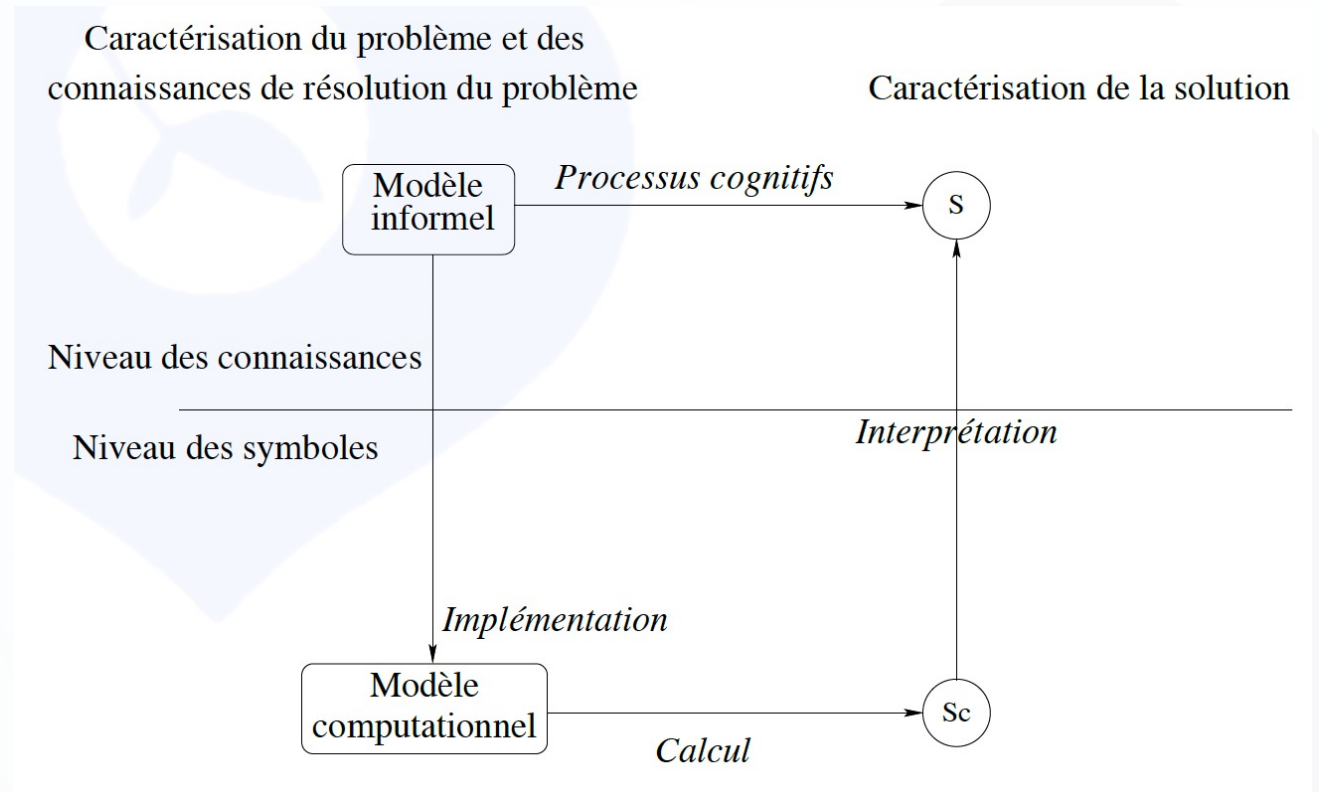 Caractérisation du problème et des
connaissances de résolution du problème
Caractérisation de la solution
Modèle
informel
Processus cognitifs
S
Niveau des connaissances
Niveau des symboles
Interprétation
Implémentation
Modèle
computationnel
Calcul
Sc